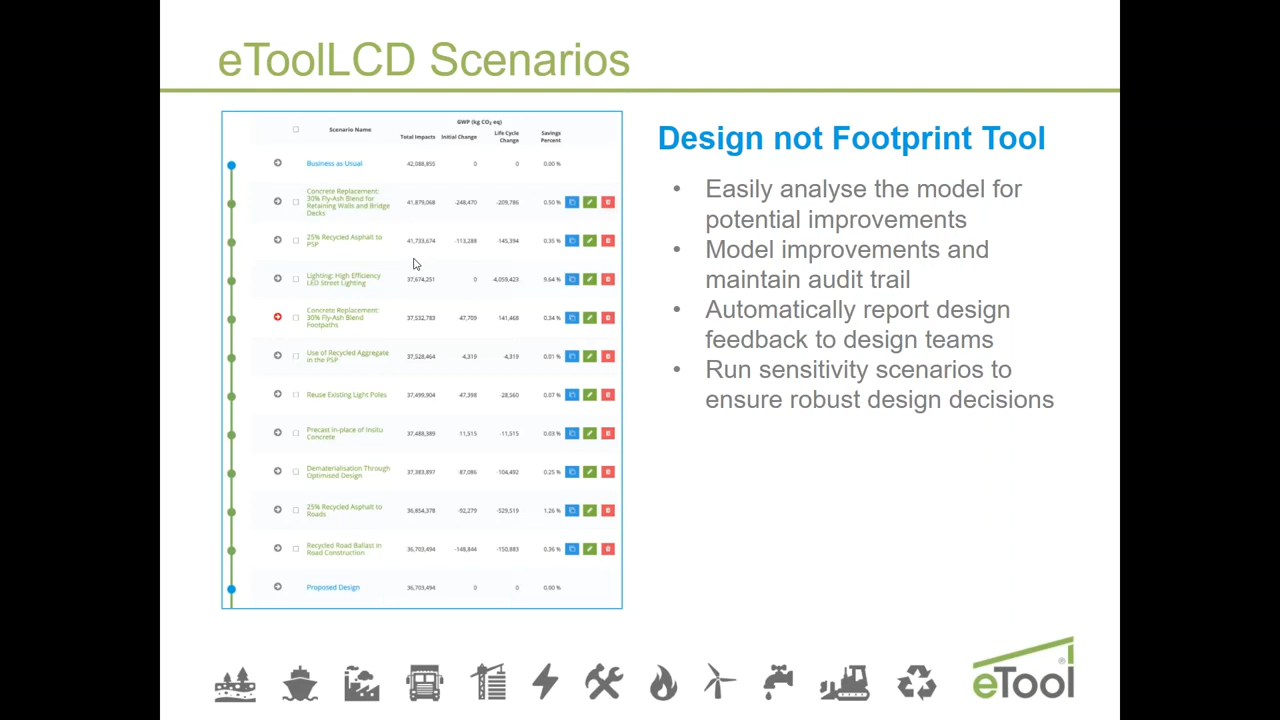 eToolLCD Scenarios
GWP (kg CO₂ eq)
Scenario Name
Total Impacts Initial Change Life Cycle Change Savings Percent
Business as Usual 42,088,855 0 0 0.00 %
Concrete Replacement:
30% Fly-Ash Blend for
Retaining Walls and Bridge
Decks
41,879,068 -248,470 -209,786 0.50 %
25% Recycled Asphalt to
PSP
41,733,674 -113,288 -145,394 0.35 %
Lighting: High Efficiency
LED Street Lighting
37,674,251 0 -4,059,423 9.64 %
Concrete Replacement:
30% Fly-Ash Blend
Footpaths
37,532,783 -47,709 -141,468 0.34 %
Use of Recycled Aggregate
in the PSP
37,528,464 -4,319 -4,319 0.01 %
Reuse Existing Light Poles 37,499,904 -47,398 -28,560 0.07 %
Precast in-place of Insitu
Concrete
37,488,389 -11,515 -11,515 0.03 %
Dematerialisation Through
Optimised Design
37,383,897 -87,086 -104,492 0.25 %
25% Recycled Asphalt to
Roads
36,854,378 -92,279 -529,519 1.26 %
Recycled Road Ballast in
Road Construction
36,703,494 -148,844 -150,883 0.36 %
Proposed Design 36,703,494 0 0 0.00 %
Design not Footprint Tool
• Easily analyse the model for
potential improvements
• Model improvements and
maintain audit trail
• Automatically report design
feedback to design teams
• Run sensitivity scenarios to
ensure robust design decisions
eTool®